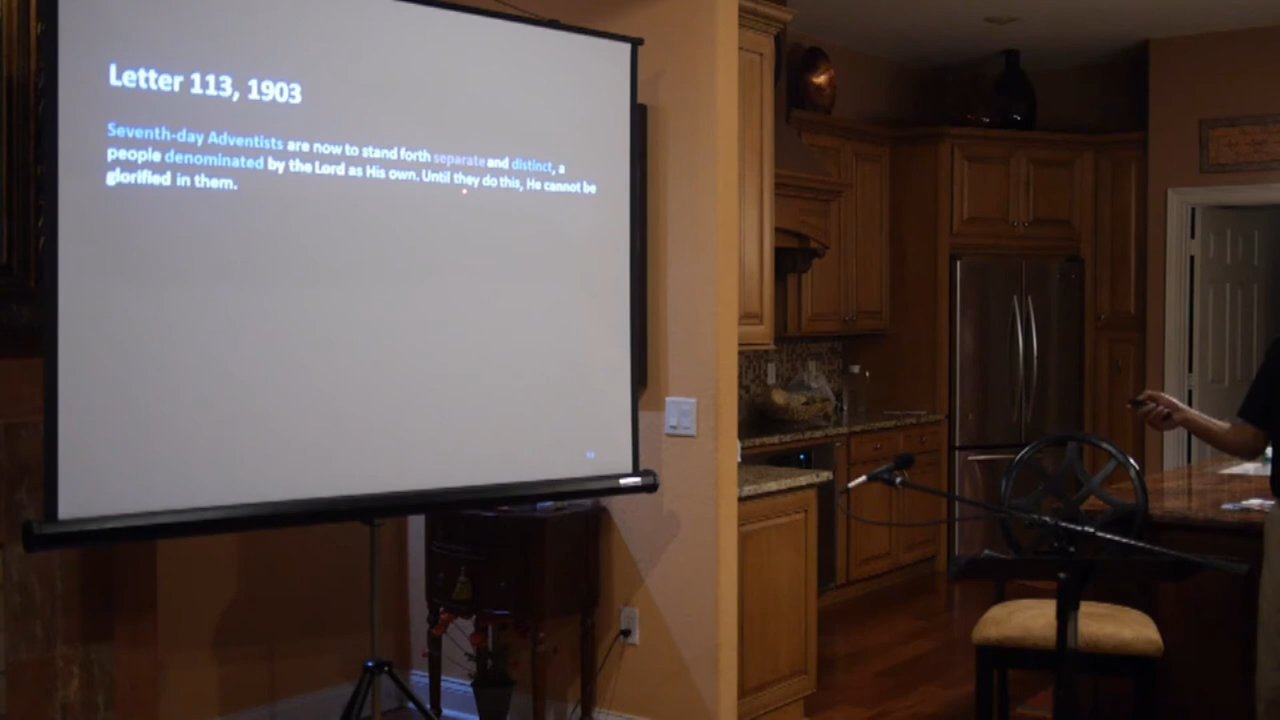 Letter 113, 1903
Seventh-day Adventists are now to stand forth separate and distinct, a
people denominated by the Lord as His own. Until they do this, He cannot be
glorified in them.